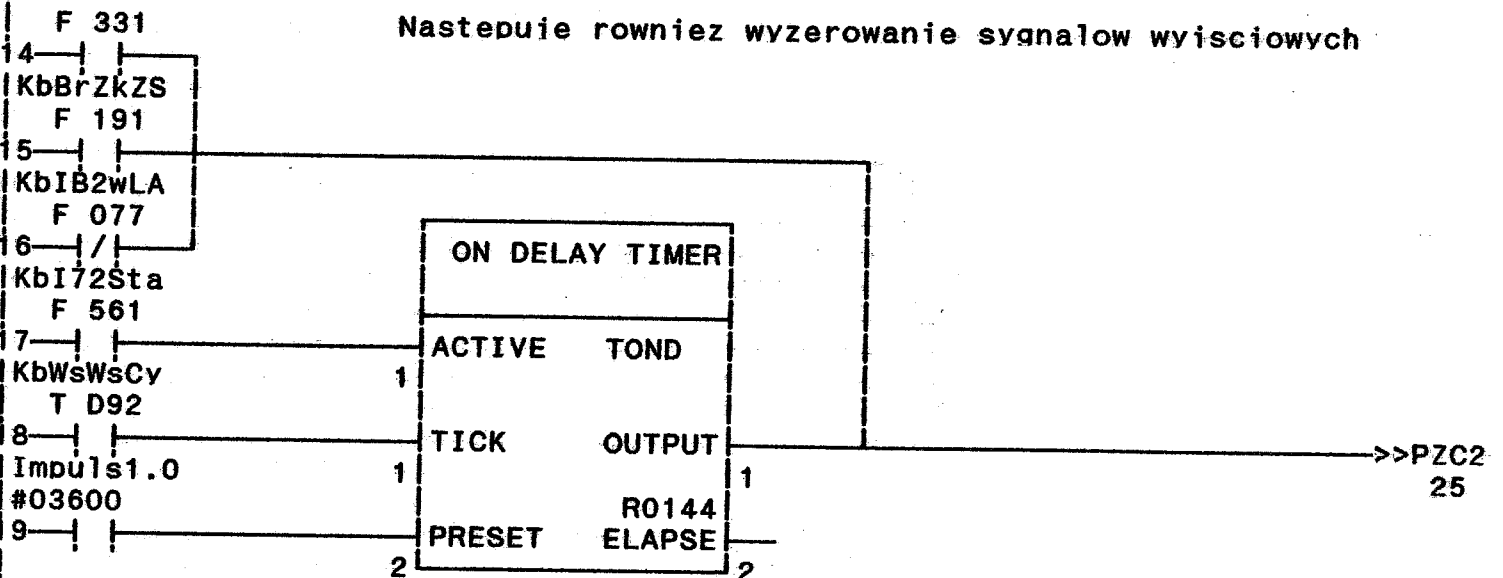 F 331
Nastepuje rowniez wyzerowanie sygnalow wyjsciowych
14
KbBrZkZS
F 191
15
KbIB2wLA
F 077
16
KbI72Sta
F 561
17
KbWsWsCy
T D92
18
Impuls1.0
#03600
19
ON DELAY TIMER
ACTIVE TOND
1
TICK OUTPUT
1 1
R0144
PRESET ELAPSE
2 2
>>PZC2
25